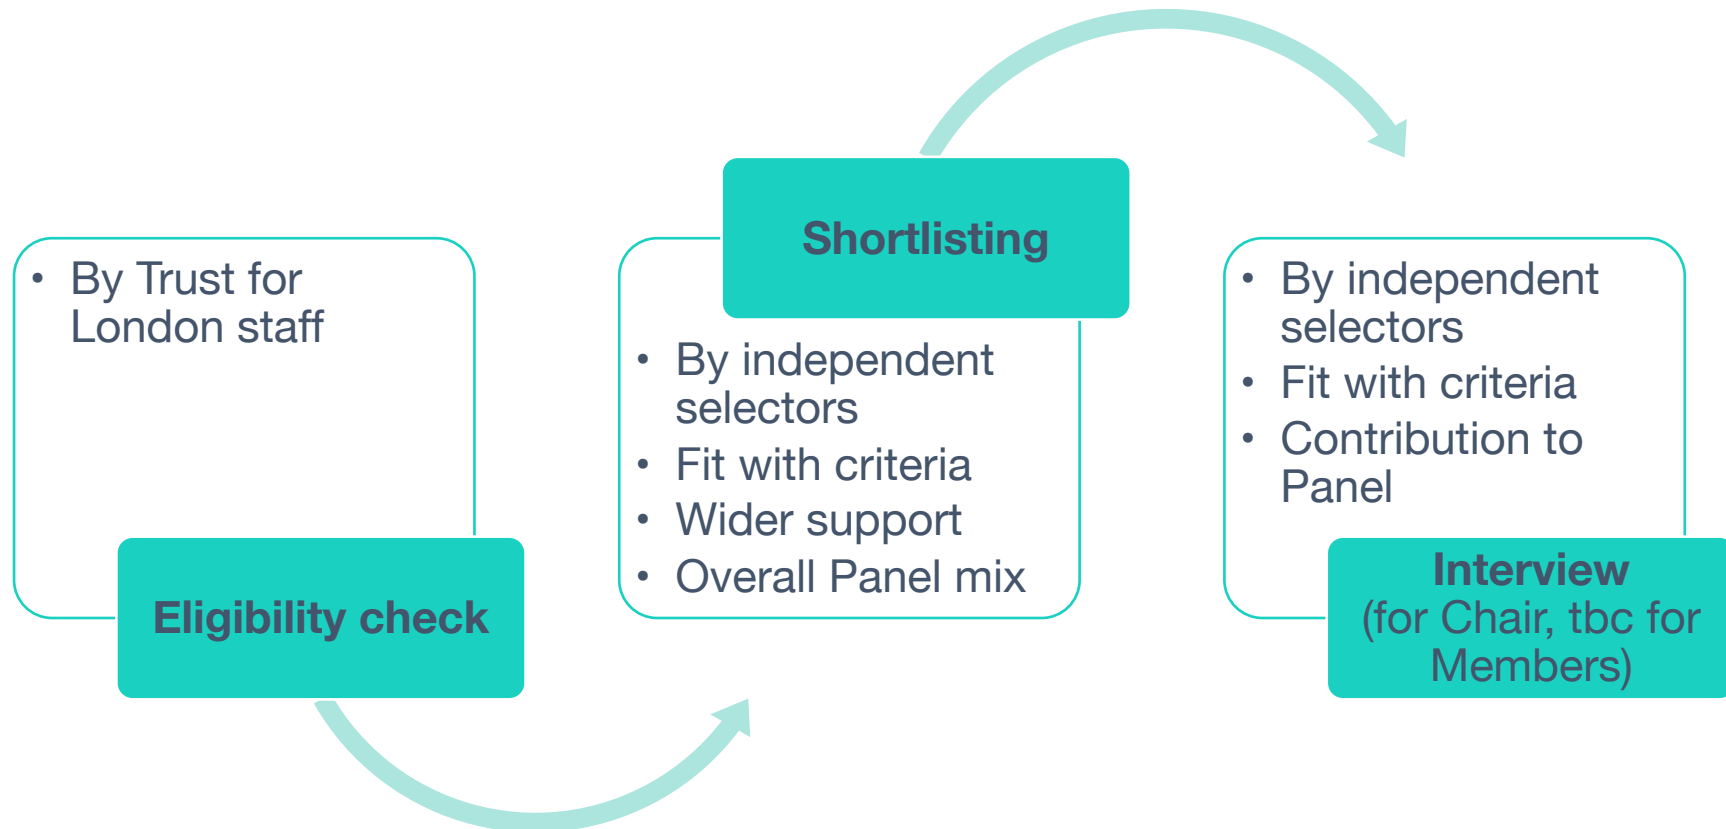 • By Trust for
London staff
Eligibility check
Shortlisting
• By independent
selectors
• Fit with criteria
• Wider support
• Overall Panel mix
• By independent
selectors
• Fit with criteria
• Contribution to
Panel
Interview
(for Chair, tbc for
Members)